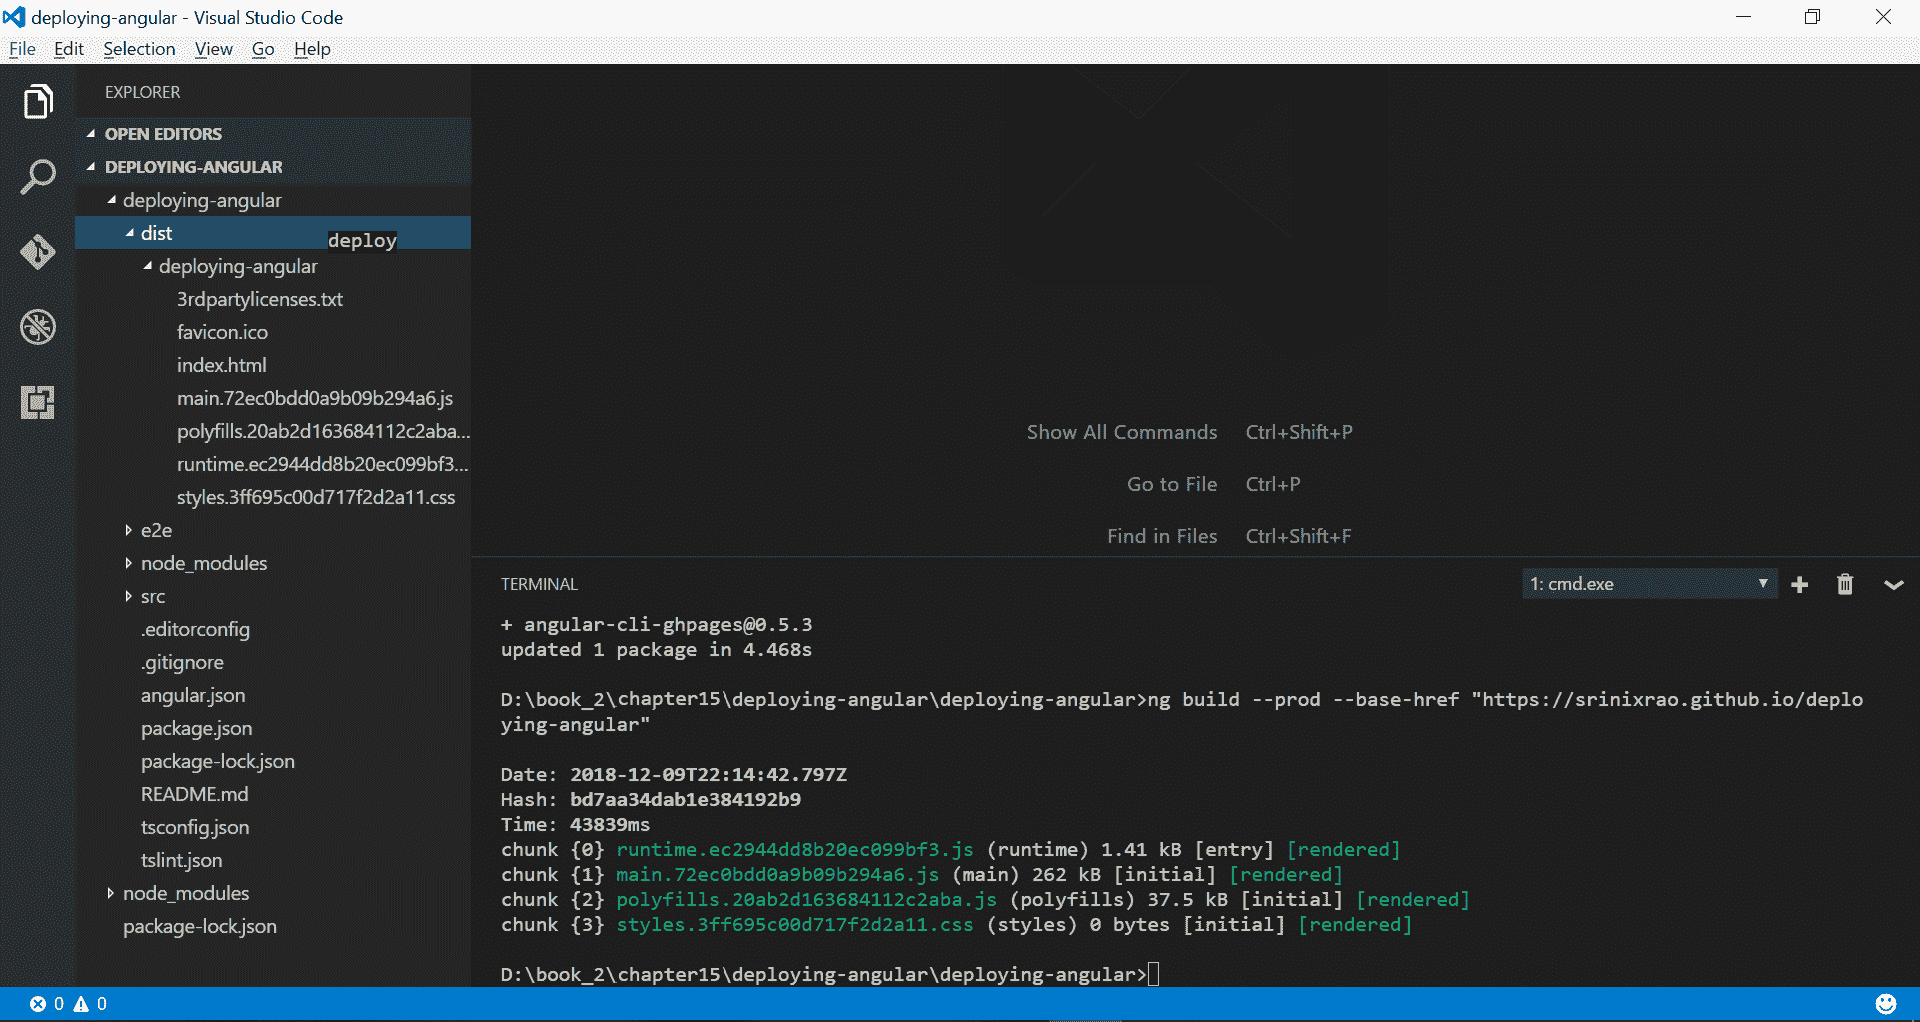 deploying-angular - Visual Studio Code
File Edit Selection View Go Help
EXPLORER
OPEN EDITORS
DEPLOYING-ANGULAR
deploying-angular
dist
deploy
deploying-angular
3rdpartylicenses.txt
favicon.ico
index.html
main.72ec0bdd0a9b09b294a6.js
polyfills.20ab2d163684112c2aba...
runtime.ec2944dd8b20ec099bf3...
styles.3ff695c00d717f2d2a11.css
e2e
node_modules
src
.editorconfig
.gitignore
angular.json
package.json
package-lock.json
README.md
tsconfig.json
tslint.json
node_modules
package-lock.json
Show All Commands Ctrl+Shift+P
Go to File Ctrl+P
Find in Files Ctrl+Shift+F
TERMINAL
1: cmd.exe
+ angular-cli-ghpages@0.5.3
updated 1 package in 4.468s
D:\book_2\chapter15\deploying-angular\deploying-angular>ng build --prod --base-href "https://srinixrao.github.io/deplo
ying-angular"
Date: 2018-12-09T22:14:42.797Z
Hash: bd7aa34dab1e384192b9
Time: 43839ms
chunk {0} runtime.ec2944dd8b20ec099bf3.js (runtime) 1.41 kB [entry] [rendered]
chunk {1} main.72ec0bdd0a9b09b294a6.js (main) 262 kB [initial] [rendered]
chunk {2} polyfills.20ab2d163684112c2aba.js (polyfills) 37.5 kB [initial] [rendered]
chunk {3} styles.3ff695c00d717f2d2a11.css (styles) 0 bytes [initial] [rendered]
D:\book_2\chapter15\deploying-angular\deploying-angular>
0 0